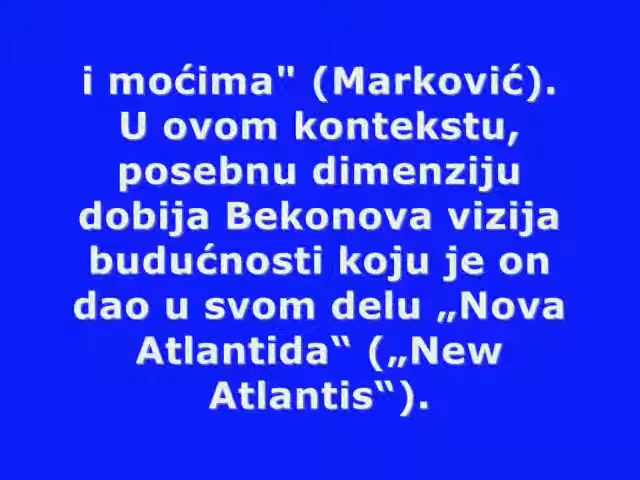 i moćima" (Marković).
U ovom kontekstu,
posebnu dimenziju
dobija Bekonova vizija
budućnosti koju je on
dao u svom delu „Nova
Atlantida“ („New
Atlantis“).